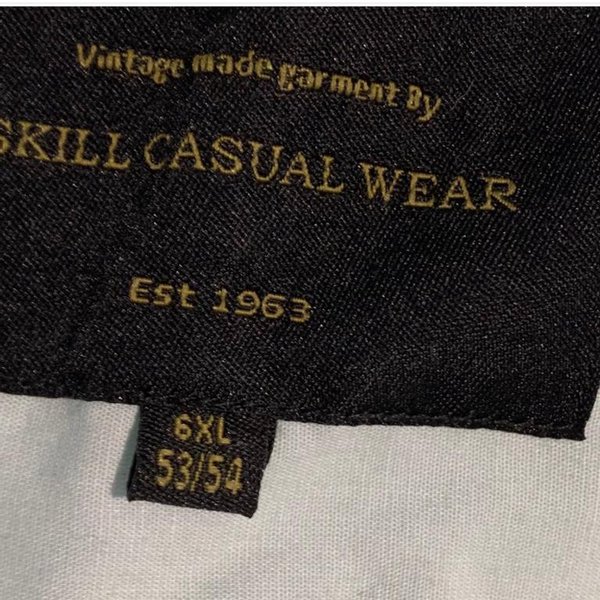 Vintage made garment By
SKILL CASUAL WEAR
Est 1963
6XL
53/54